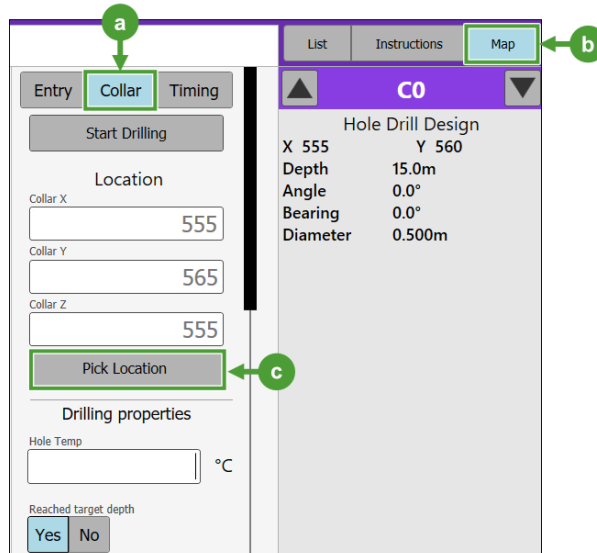 a
List Instructions Map
b
Entry Collar Timing
C0
Start Drilling
Hole Drill Design
X 555 Y 560
Location
Depth 15.0m
Collar X
Angle 0.0°
555
Bearing 0.0°
Collar Y
Diameter 0.500m
565
Collar Z
555
Pick Location
c
Drilling properties
Hole Temp
°C
Reached target depth
Yes No